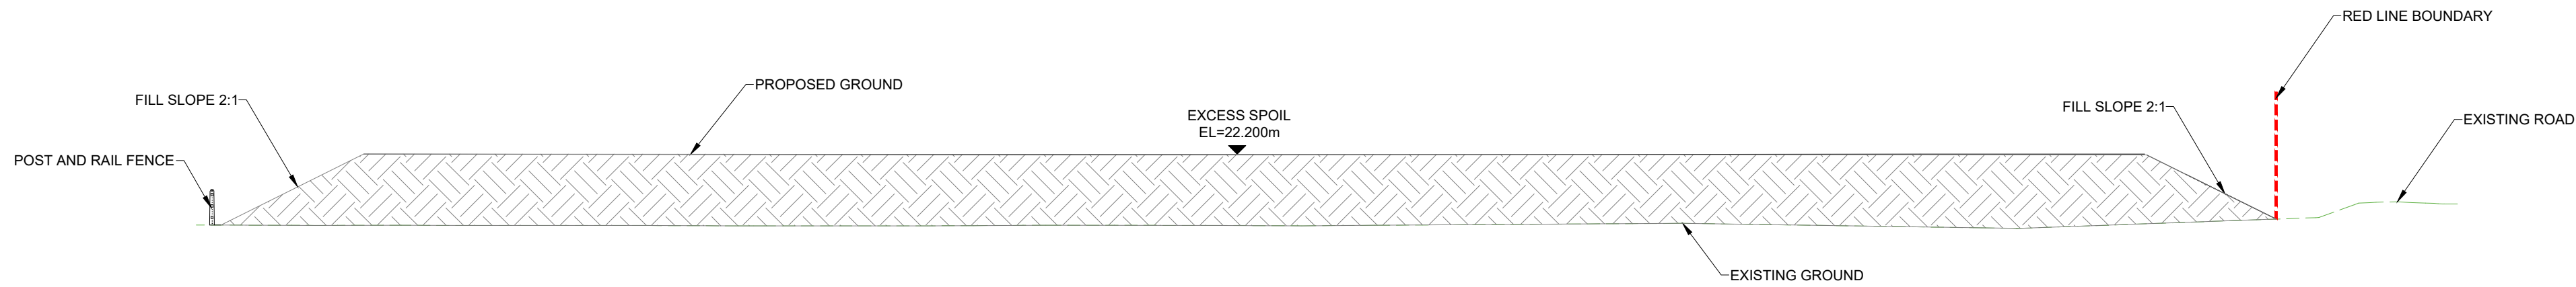 RED LINE BOUNDARY
PROPOSED GROUND
FILL SLOPE 2:1
EXCESS SPOIL
EL=22.200m
FILL SLOPE 2:1
EXISTING ROAD
POST AND RAIL FENCE
EXISTING GROUND